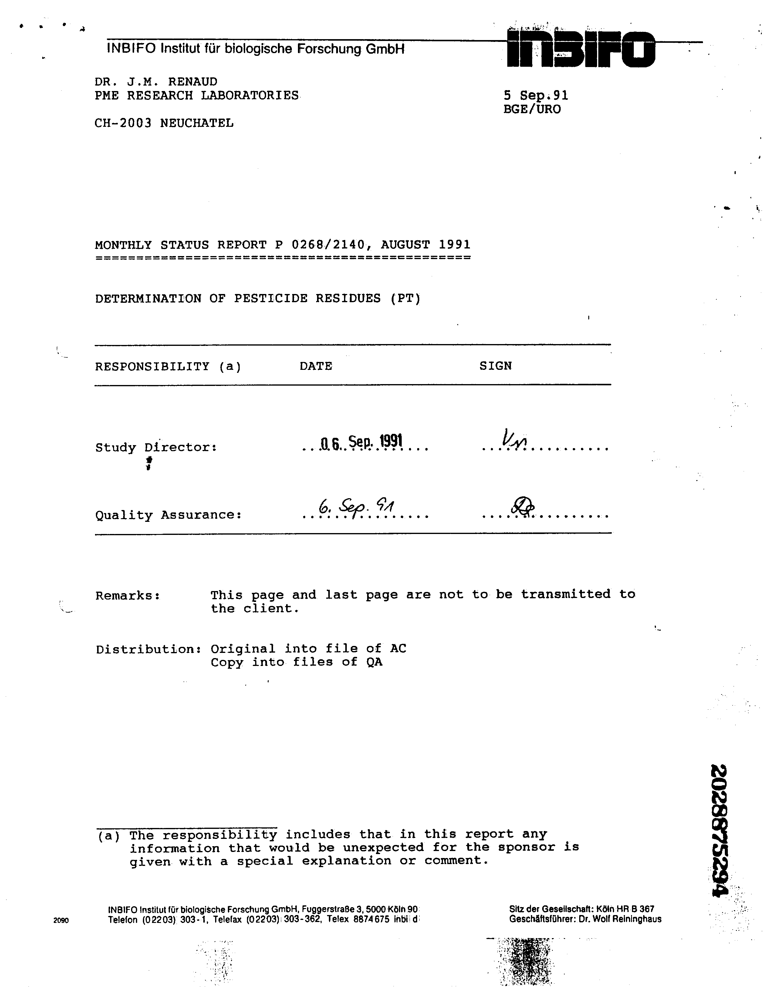 INBIFO Institut für biologische Forschung GmbH
INBIFO
DR. J.M. RENAUD
PME RESEARCH LABORATORIES
5 Sep.91
BGE/URO
CH-2003 NEUCHATEL
MONTHLY STATUS REPORT P 0268/2140, AUGUST 1991
==============================================
DETERMINATION OF PESTICIDE RESIDUES (PT)
RESPONSIBILITY (a) DATE SIGN
Study Director: 06. Sep. 1991
Quality Assurance: 6. Sep. 91
Remarks: This page and last page are not to be transmitted to
the client.
Distribution: Original into file of AC
Copy into files of QA
(a) The responsibility includes that in this report any
information that would be unexpected for the sponsor is
given with a special explanation or comment.
2028875294
INBIFO Institut für biologische Forschung GmbH, Fuggerstraße 3, 5000 Köln 90
Telefon (02203) 303-1, Telefax (02203) 303-362, Telex 8874675 inbi d
Sitz der Gesellschaft: Köln HR B 367
Geschäftsführer: Dr. Wolf Reininghaus
2090